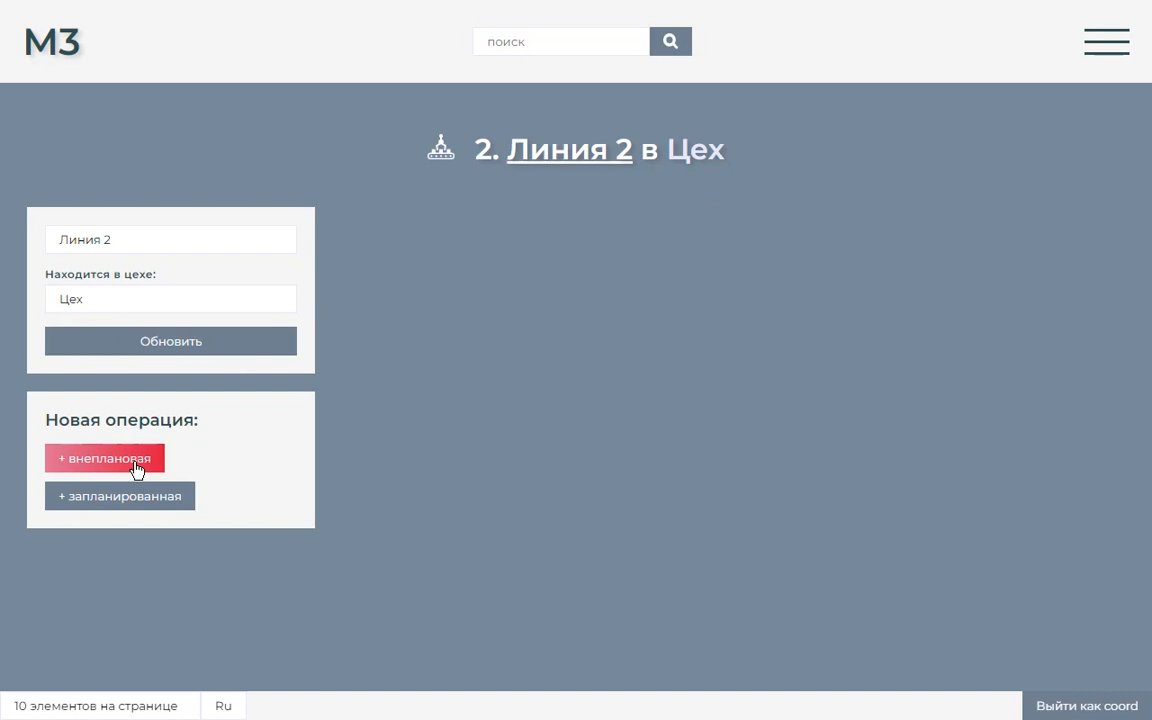 МЗ
поиск
2. Линия 2 в Цех
Линия 2
Находится в цехе:
Цех
Обновить
Новая операция:
+ внеплановая
+ запланированная
10 элементов на странице
Ru
Выйти как coord